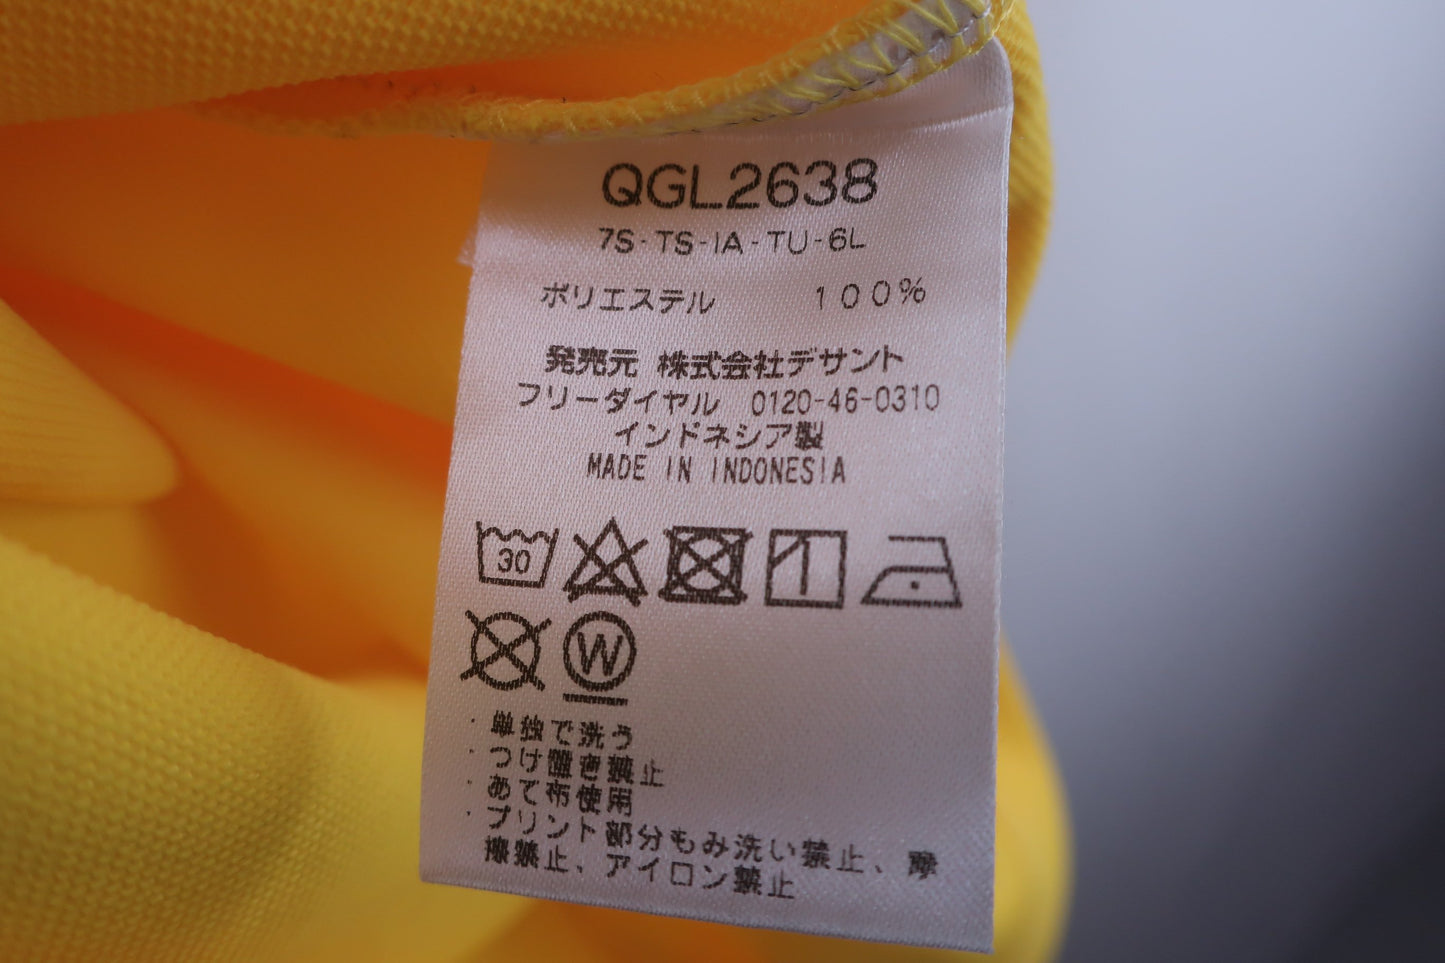 QGL2638
7S-TS-IA-TU-6L
ポリエステル 100%
発売元 株式会社デサント
フリーダイヤル 0120-46-0310
インドネシア製
MADE IN INDONESIA
30
W
・単独で洗う
・つけ置き禁止
・あて布使用
・プリント部分もみ洗い禁止、摩
擦禁止、アイロン禁止